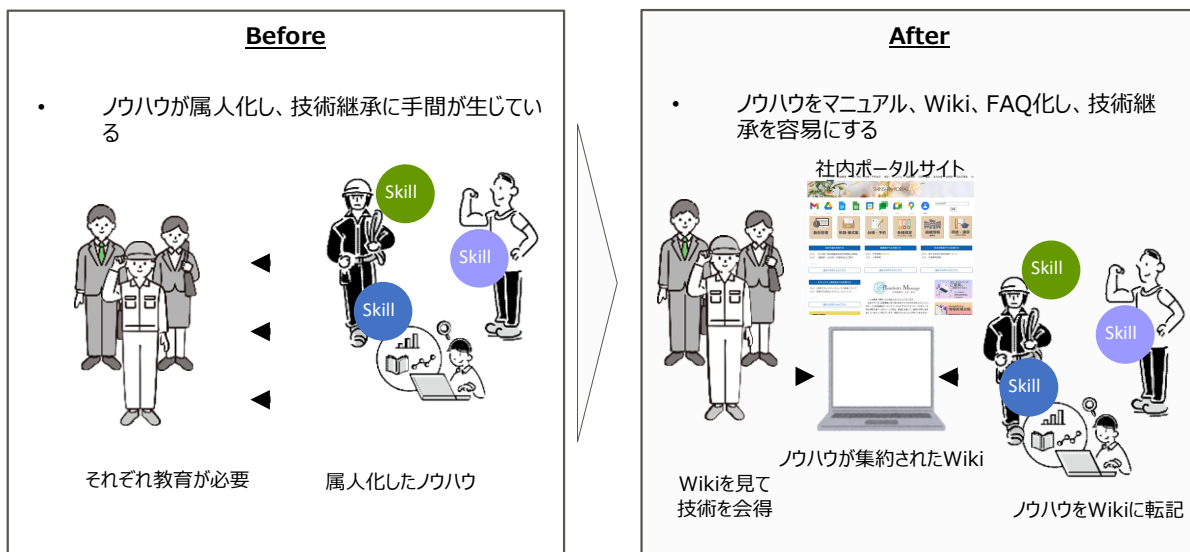 Before
• ノウハウが属人化し、技術継承に手間が生じてい
る
Skill
Skill
Skill
それぞれ教育が必要
属人化したノウハウ
After
• ノウハウをマニュアル、Wiki、FAQ化し、技術継
承を容易にする
社内ポータルサイト
Skill
Skill
Skill
ノウハウが集約されたWiki
Wikiを見て
技術を会得
ノウハウをWikiに転記